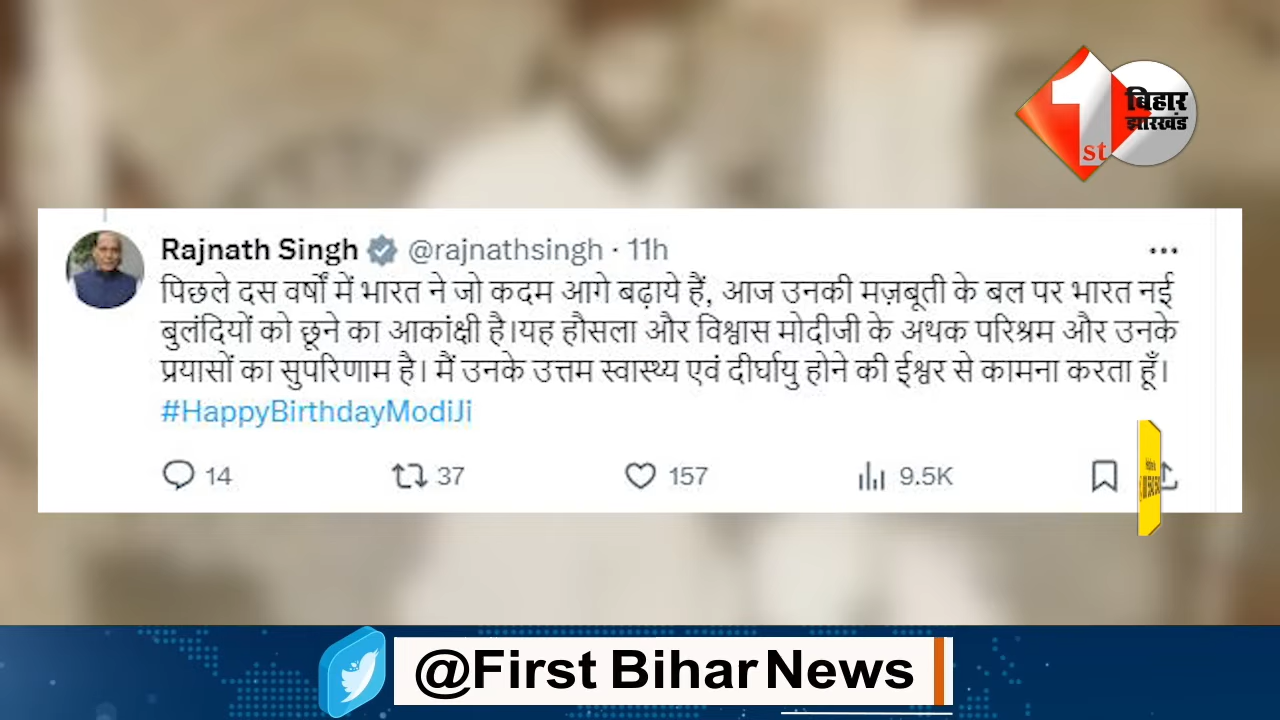 1st
बिहार
झारखंड
Rajnath Singh @rajnathsingh · 11h
पिछले दस वर्षों में भारत ने जो कदम आगे बढ़ाये हैं, आज उनकी मज़बूती के बल पर भारत नई
बुलंदियों को छूने का आकांक्षी है।यह हौसला और विश्वास मोदीजी के अथक परिश्रम और उनके
प्रयासों का सुपरिणाम है। मैं उनके उत्तम स्वास्थ्य एवं दीर्घायु होने की ईश्वर से कामना करता हूँ।
#HappyBirthdayModiJi
14 37 157 9.5K
@First Bihar News